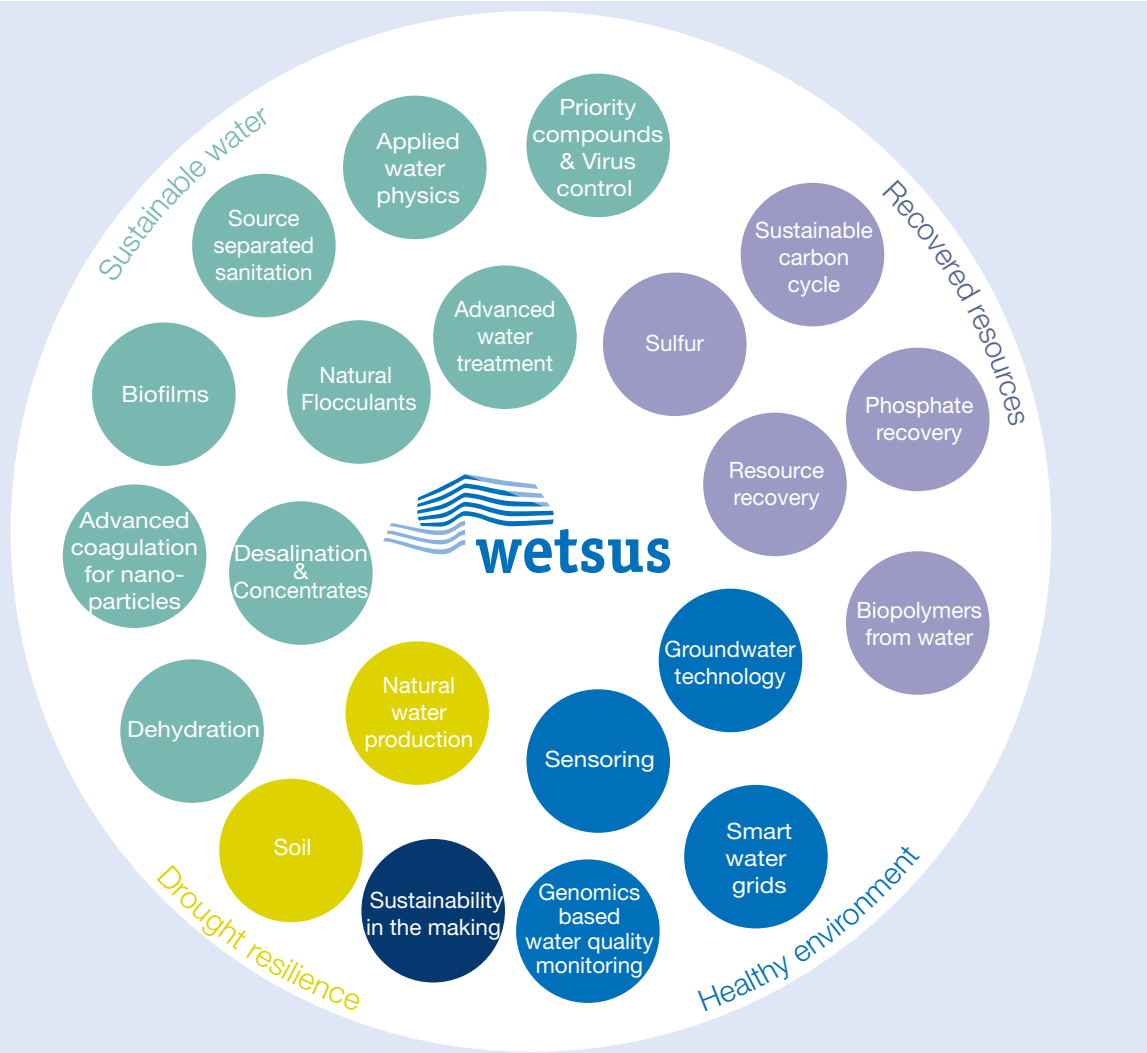 Sustainable water
Priority
compounds
& Virus
control
Applied
water
physics
Source
separated
sanitation
Advanced
water
treatment
Natural
Flocculants
Biofilms
Advanced
coagulation
for nano-
particles
Desalination
&
Concentrates
Dehydration
Recovered resources
Sustainable
carbon
cycle
Sulfur
Phosphate
recovery
Resource
recovery
Biopolymers
from water
wetsus
Groundwater
technology
Sensoring
Smart
water
grids
Genomics
based
water quality
monitoring
Healthy environment
Sustainability
in the making
Natural
water
production
Soil
Drought resilience